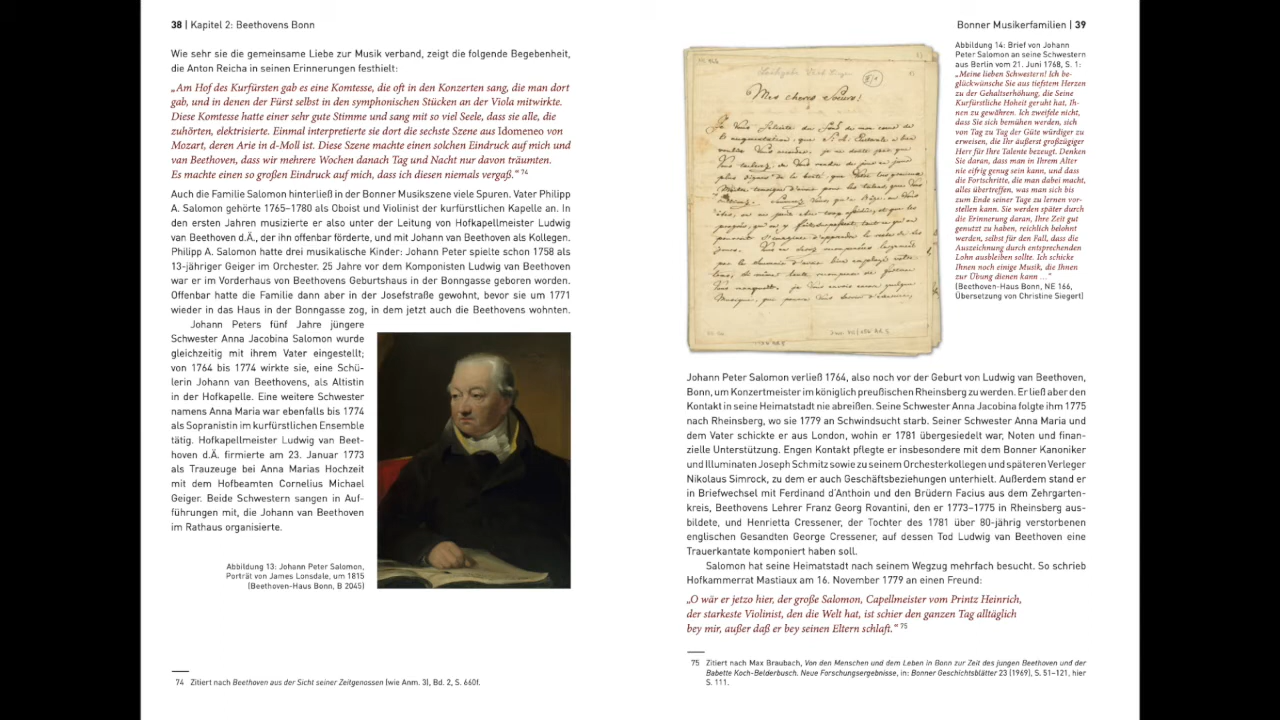 38 | Kapitel 2: Beethovens Bonn
Wie sehr sie die gemeinsame Liebe zur Musik verband, zeigt die folgende Begebenheit,
die Anton Reicha in seinen Erinnerungen festhielt:
„Am Hof des Kurfürsten gab es eine Komtesse, die oft in den Konzerten sang, die man dort
gab, und in denen der Fürst selbst in den symphonischen Stücken an der Viola mitwirkte.
Diese Komtesse hatte einer sehr gute Stimme und sang mit so viel Seele, dass sie alle, die
zuhörten, elektrisierte. Einmal interpretierte sie dort die sechste Szene aus Idomeneo von
Mozart, deren Arie in d-Moll ist. Diese Szene machte einen solchen Eindruck auf mich und
van Beethoven, dass wir mehrere Wochen danach Tag und Nacht nur davon träumten.
Es machte einen so großen Eindruck auf mich, dass ich diesen niemals vergaß.“ 74
Auch die Familie Salomon hinterließ in der Bonner Musikszene viele Spuren. Vater Philipp
A. Salomon gehörte 1765–1780 als Oboist und Violinist der kurfürstlichen Kapelle an. In
den ersten Jahren musizierte er also unter der Leitung von Hofkapellmeister Ludwig
van Beethoven d.Ä., der ihn offenbar förderte, und mit Johann van Beethoven als Kollegen.
Philipp A. Salomon hatte drei musikalische Kinder: Johann Peter spielte schon 1758 als
13-jähriger Geiger im Orchester. 25 Jahre vor dem Komponisten Ludwig van Beethoven
war er im Vorderhaus von Beethovens Geburtshaus in der Bonngasse geboren worden.
Offenbar hatte die Familie dann aber in der Josefstraße gewohnt, bevor sie um 1771
wieder in das Haus in der Bonngasse zog, in dem jetzt auch die Beethovens wohnten.
Johann Peters fünf Jahre jüngere
Schwester Anna Jacobina Salomon wurde
gleichzeitig mit ihrem Vater eingestellt;
von 1764 bis 1774 wirkte sie, eine Schü-
lerin Johann van Beethovens, als Altistin
in der Hofkapelle. Eine weitere Schwester
namens Anna Maria war ebenfalls bis 1774
als Sopranistin im kurfürstlichen Ensemble
tätig. Hofkapellmeister Ludwig van Beet-
hoven d.Ä. firmierte am 23. Januar 1773
als Trauzeuge bei Anna Marias Hochzeit
mit dem Hofbeamten Cornelius Michael
Geiger. Beide Schwestern sangen in Auf-
führungen mit, die Johann van Beethoven
im Rathaus organisierte.
Abbildung 13: Johann Peter Salomon,
Porträt von James Lonsdale, um 1815
(Beethoven-Haus Bonn, B 2045)
74 Zitiert nach Beethoven aus der Sicht seiner Zeitgenossen (wie Anm. 3), Bd. 2, S. 660f.
Bonner Musikerfamilien | 39
Mes cheres Soeurs!
Abbildung 14: Brief von Johann
Peter Salomon an seine Schwestern
aus Berlin vom 21. Juni 1768, S. 1:
„Meine lieben Schwestern! Ich be-
glückwünsche Sie aus tiefstem Herzen
zu der Gehaltserhöhung, die Seine
Kurfürstliche Hoheit geruht hat, Ih-
nen zu gewähren. Ich zweifele nicht,
dass Sie sich bemühen werden, sich
von Tag zu Tag der Güte würdiger zu
erweisen, die Ihr äußerst großzügiger
Herr für Ihre Talente bezeugt. Denken
Sie daran, dass man in Ihrem Alter
nie eifrig genug sein kann, und dass
die Fortschritte, die man dabei macht,
alles übertreffen, was man sich bis
zum Ende seiner Tage zu lernen vor-
stellen kann. Sie werden später durch
die Erinnerung daran, Ihre Zeit gut
genutzt zu haben, reichlich belohnt
werden, selbst für den Fall, dass die
Auszeichnung durch entsprechenden
Lohn ausbleiben sollte. Ich schicke
Ihnen noch einige Musik, die Ihnen
zur Übung dienen kann …“
(Beethoven-Haus Bonn, NE 166,
Übersetzung von Christine Siegert)
Johann Peter Salomon verließ 1764, also noch vor der Geburt von Ludwig van Beethoven,
Bonn, um Konzertmeister im königlich preußischen Rheinsberg zu werden. Er ließ aber den
Kontakt in seine Heimatstadt nie abreißen. Seine Schwester Anna Jacobina folgte ihm 1775
nach Rheinsberg, wo sie 1779 an Schwindsucht starb. Seiner Schwester Anna Maria und
dem Vater schickte er aus London, wohin er 1781 übergesiedelt war, Noten und finan-
zielle Unterstützung. Engen Kontakt pflegte er insbesondere mit dem Bonner Kanoniker
und Illuminaten Joseph Schmitz sowie zu seinem Orchesterkollegen und späteren Verleger
Nikolaus Simrock, zu dem er auch Geschäftsbeziehungen unterhielt. Außerdem stand er
in Briefwechsel mit Ferdinand d’Anthoin und den Brüdern Facius aus dem Zehrgarten-
kreis, Beethovens Lehrer Franz Georg Rovantini, den er 1773–1775 in Rheinsberg aus-
bildete, und Henrietta Cressener, der Tochter des 1781 über 80-jährig verstorbenen
englischen Gesandten George Cressener, auf dessen Tod Ludwig van Beethoven eine
Trauerkantate komponiert haben soll.
Salomon hat seine Heimatstadt nach seinem Wegzug mehrfach besucht. So schrieb
Hofkammerrat Mastiaux am 16. November 1779 an einen Freund:
„O wär er jetzo hier, der große Salomon, Capellmeister vom Printz Heinrich,
der starkeste Violinist, den die Welt hat, ist schier den ganzen Tag alltäglich
bey mir, außer daß er bey seinen Eltern schlaft.“ 75
75 Zitiert nach Max Braubach, Von den Menschen und dem Leben in Bonn zur Zeit des jungen Beethoven und der
Babette Koch-Belderbusch. Neue Forschungsergebnisse, in: Bonner Geschichtsblätter 23 (1969), S. 51–121, hier
S. 111.